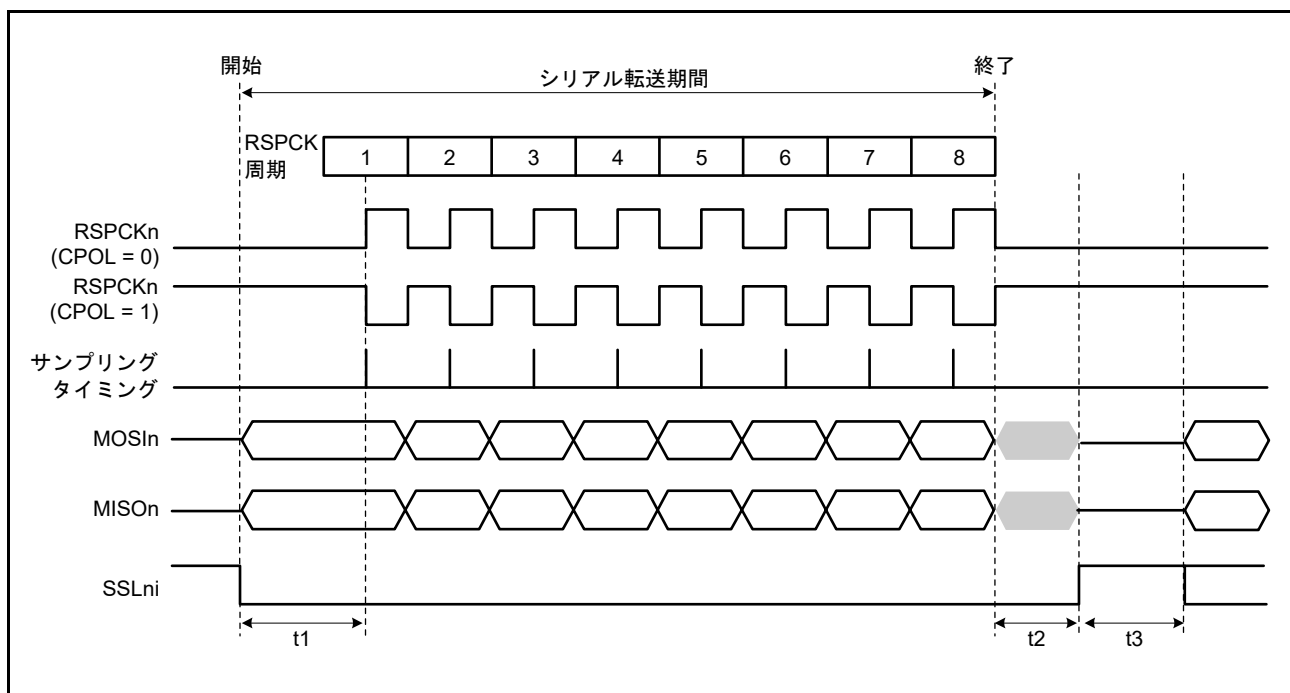 開始
終了
シリアル転送期間
RSPCK
周期
1 2 3 4 5 6 7 8
RSPCKn
(CPOL = 0)
RSPCKn
(CPOL = 1)
サンプリング
タイミング
MOSIn
MISOn
SSLni
t1
t2
t3